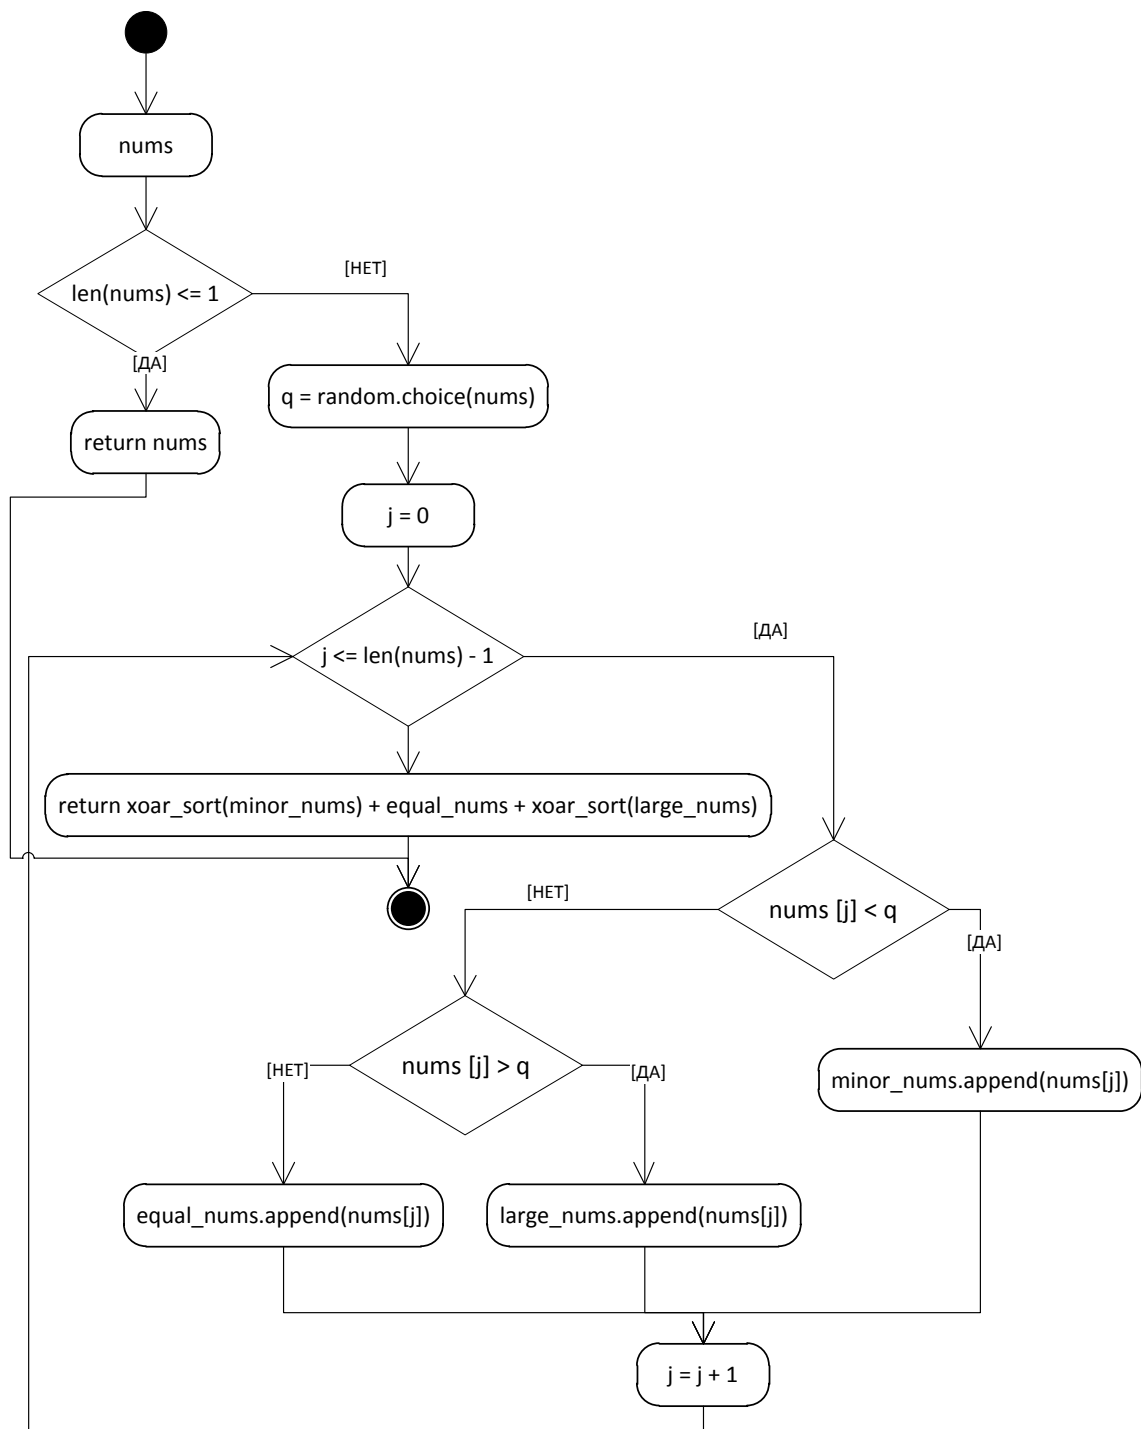 nums
len(nums) <= 1
[НЕТ]
[ДА]
q = random.choice(nums)
return nums
j = 0
j <= len(nums) - 1
[ДА]
return xoar_sort(minor_nums) + equal_nums + xoar_sort(large_nums)
[НЕТ]
nums [j] < q
[ДА]
nums [j] > q
[НЕТ]
[ДА]
minor_nums.append(nums[j])
equal_nums.append(nums[j])
large_nums.append(nums[j])
j = j + 1